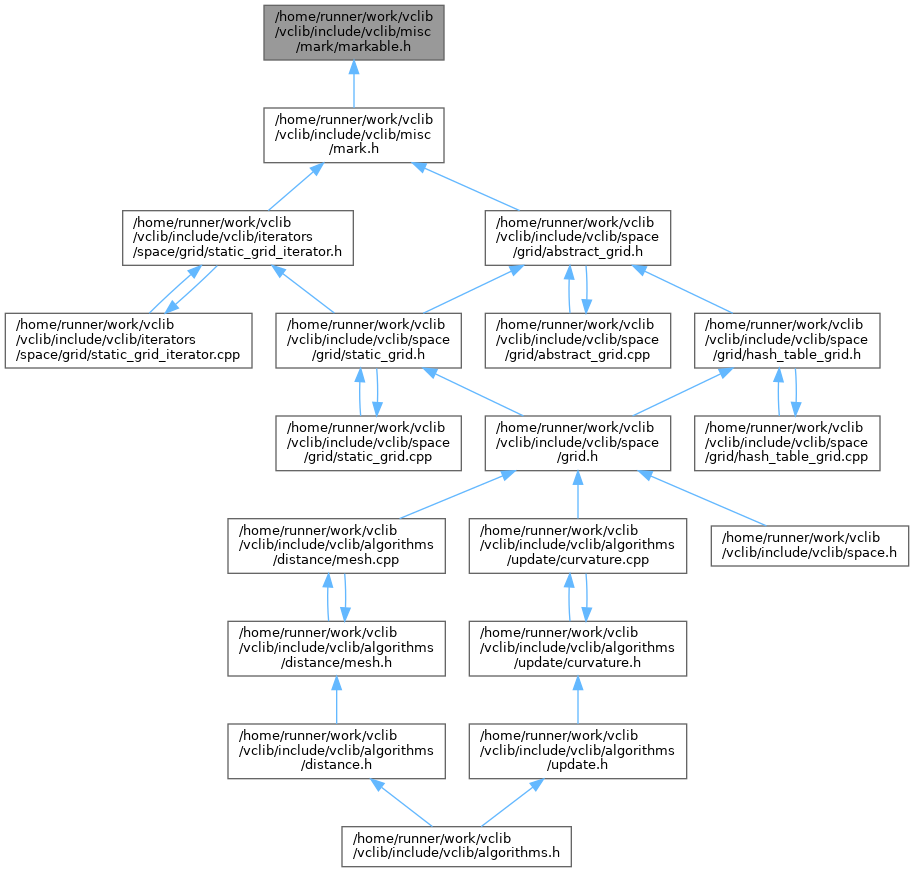 /home/runner/work/vclib
/vclib/include/vclib/misc
/mark/markable.h
/home/runner/work/vclib
/vclib/include/vclib/misc
/mark.h
/home/runner/work/vclib
/vclib/include/vclib/iterators
/space/grid/static_grid_iterator.h
/home/runner/work/vclib
/vclib/include/vclib/space
/grid/abstract_grid.h
/home/runner/work/vclib
/vclib/include/vclib/iterators
/space/grid/static_grid_iterator.cpp
/home/runner/work/vclib
/vclib/include/vclib/space
/grid/static_grid.h
/home/runner/work/vclib
/vclib/include/vclib/space
/grid/abstract_grid.cpp
/home/runner/work/vclib
/vclib/include/vclib/space
/grid/hash_table_grid.h
/home/runner/work/vclib
/vclib/include/vclib/space
/grid/static_grid.cpp
/home/runner/work/vclib
/vclib/include/vclib/space
/grid.h
/home/runner/work/vclib
/vclib/include/vclib/space
/grid/hash_table_grid.cpp
/home/runner/work/vclib
/vclib/include/vclib/algorithms
/distance/mesh.cpp
/home/runner/work/vclib
/vclib/include/vclib/algorithms
/update/curvature.cpp
/home/runner/work/vclib
/vclib/include/vclib/space.h
/home/runner/work/vclib
/vclib/include/vclib/algorithms
/distance/mesh.h
/home/runner/work/vclib
/vclib/include/vclib/algorithms
/update/curvature.h
/home/runner/work/vclib
/vclib/include/vclib/algorithms
/distance.h
/home/runner/work/vclib
/vclib/include/vclib/algorithms
/update.h
/home/runner/work/vclib
/vclib/include/vclib/algorithms.h